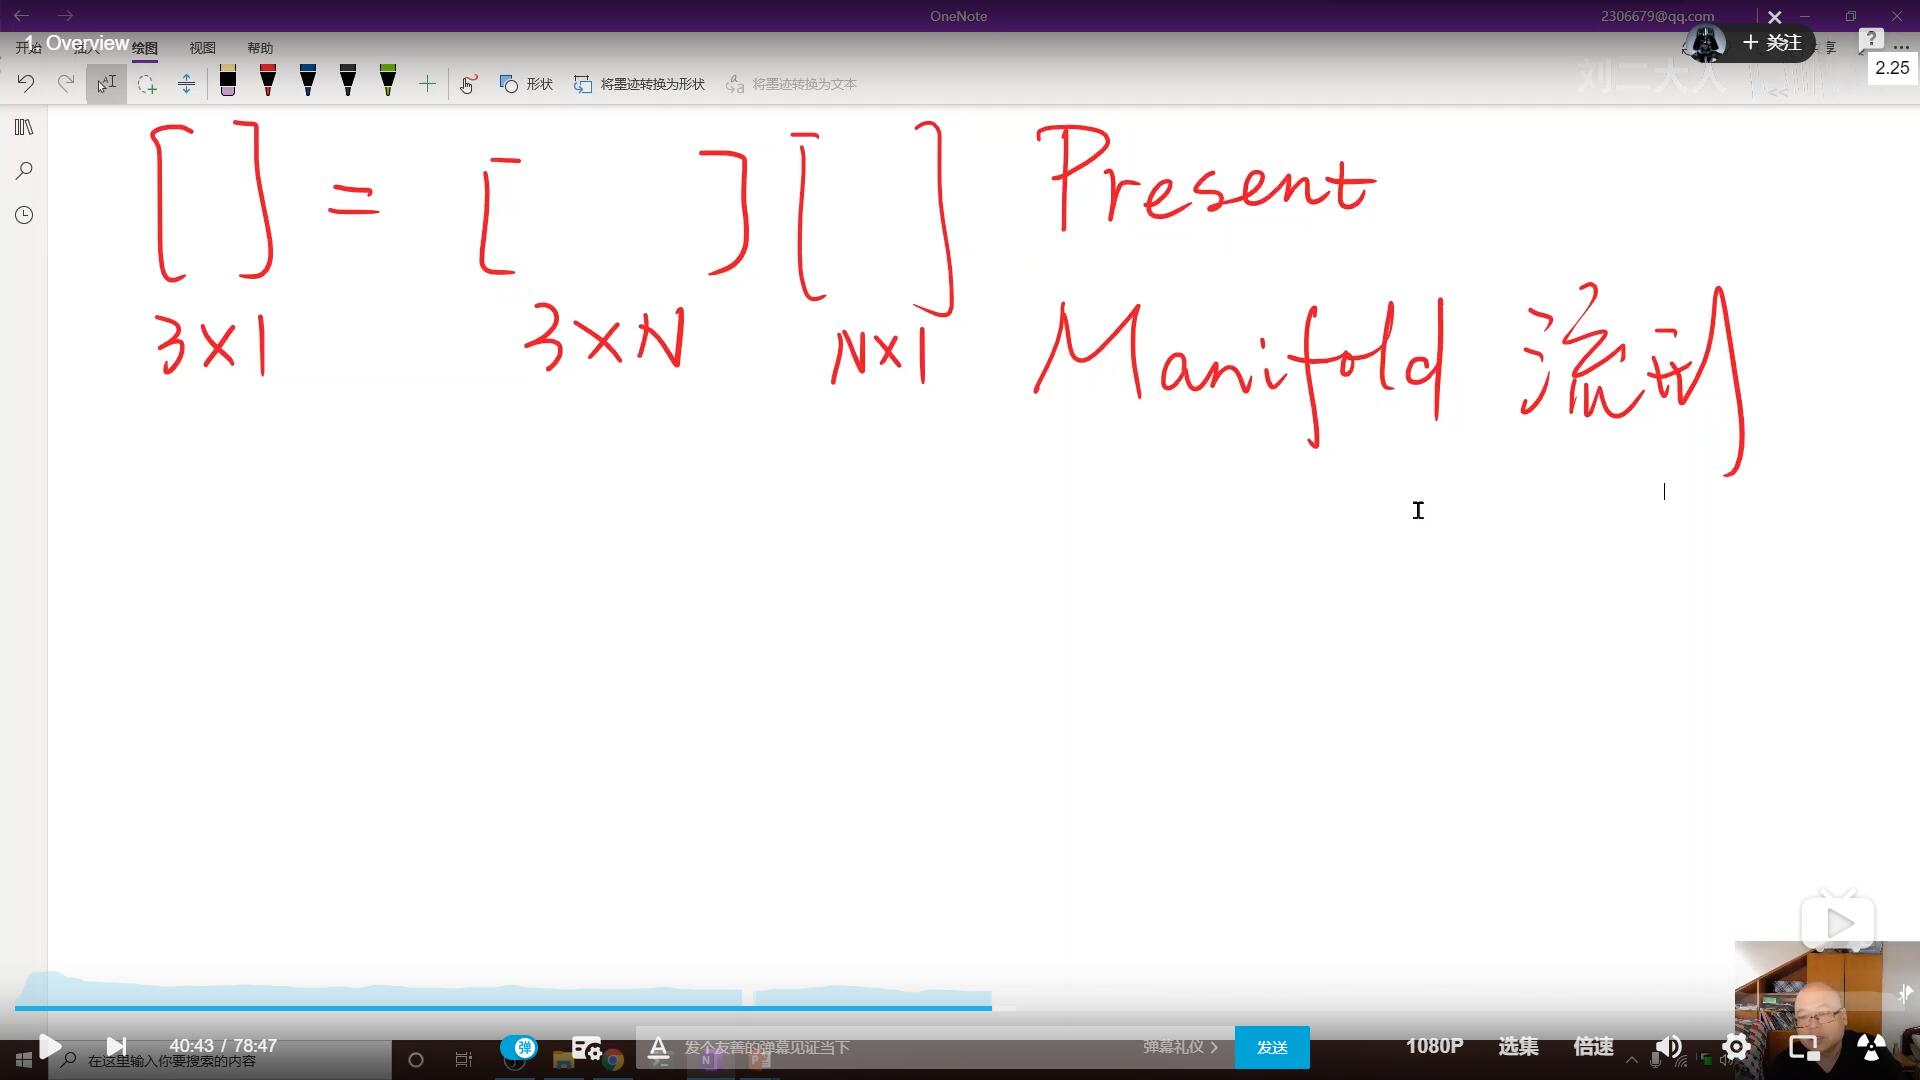 OneNote
2306679@qq.com
1. Overview
开始 插入 绘图 视图 帮助
+ 关注
享
2.25
形状 将墨迹转换为形状 将墨迹转换为文本
刘二大人
[ ] = [ ] [ ] Present
3×1 3×N N×1 Manifold 流形
40:43 / 78:47
弹
发个友善的弹幕见证当下
弹幕礼仪 >
发送
1080P 选集 倍速
在这里输入你要搜索的内容